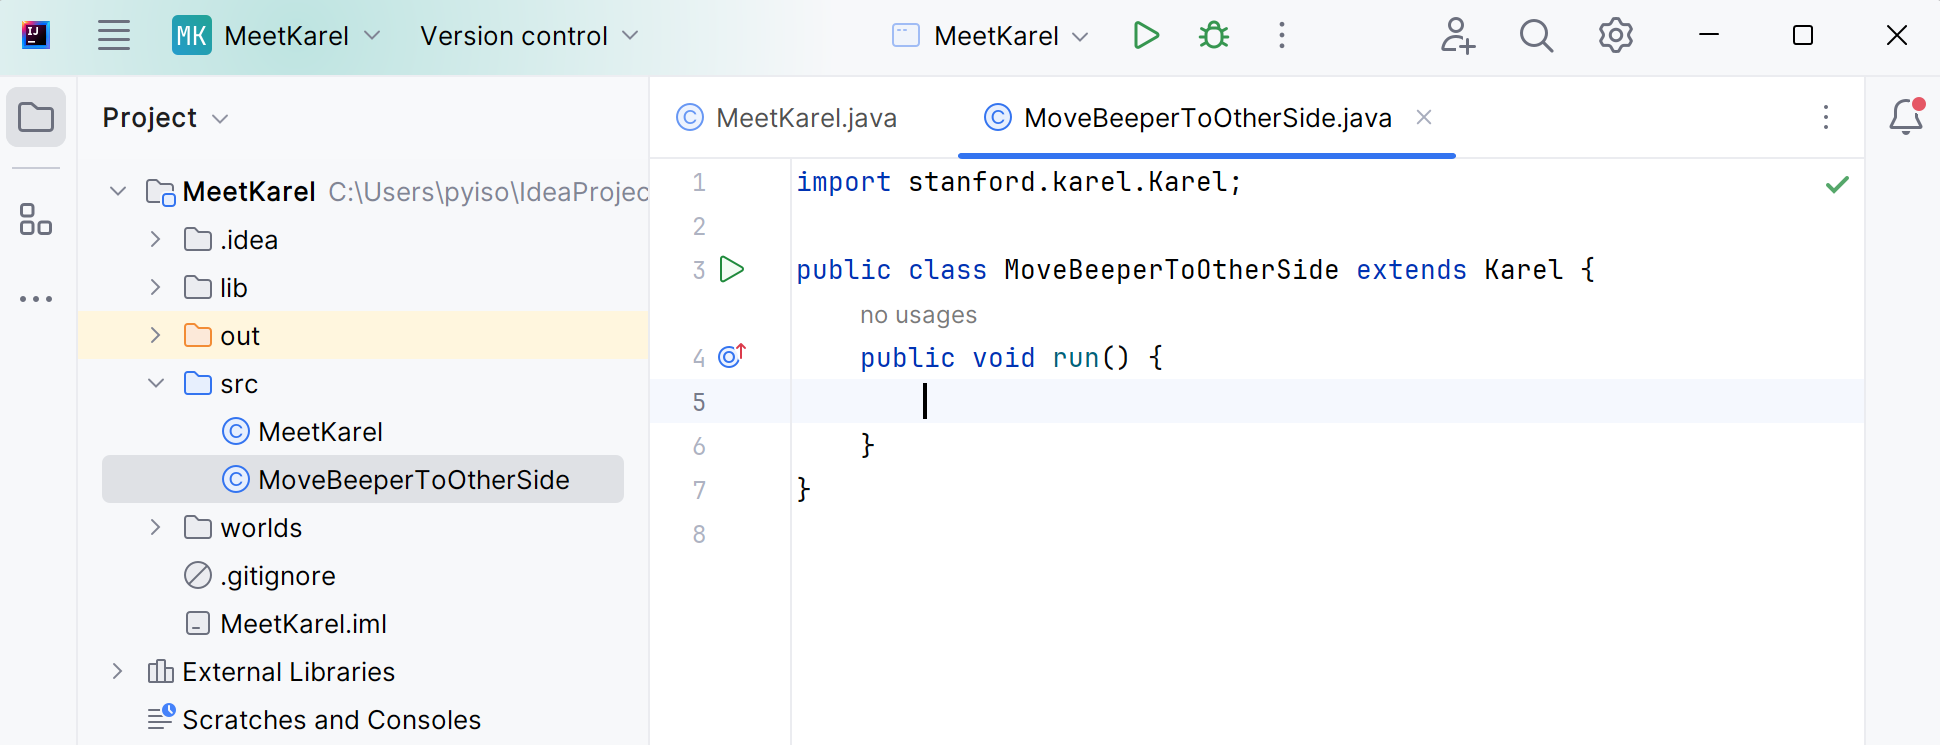 IJ
MK MeetKarel Version control MeetKarel
Project
MeetKarel C:\Users\pyiso\IdeaProjec
.idea
lib
out
src
MeetKarel
MoveBeeperToOtherSide
worlds
.gitignore
MeetKarel.iml
External Libraries
Scratches and Consoles
MeetKarel.java MoveBeeperToOtherSide.java
1 import stanford.karel.Karel;
2
3 public class MoveBeeperToOtherSide extends Karel {
no usages
4 public void run() {
5
6 }
7 }
8